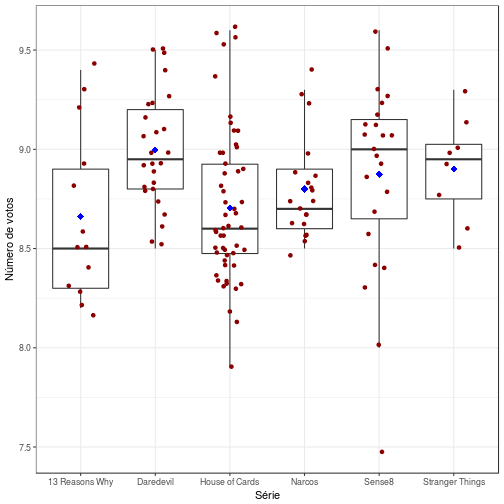 Número de votos
9.5
9.0
8.5
8.0
7.5
13 Reasons Why Daredevil House of Cards Narcos Sense8 Stranger Things
Série